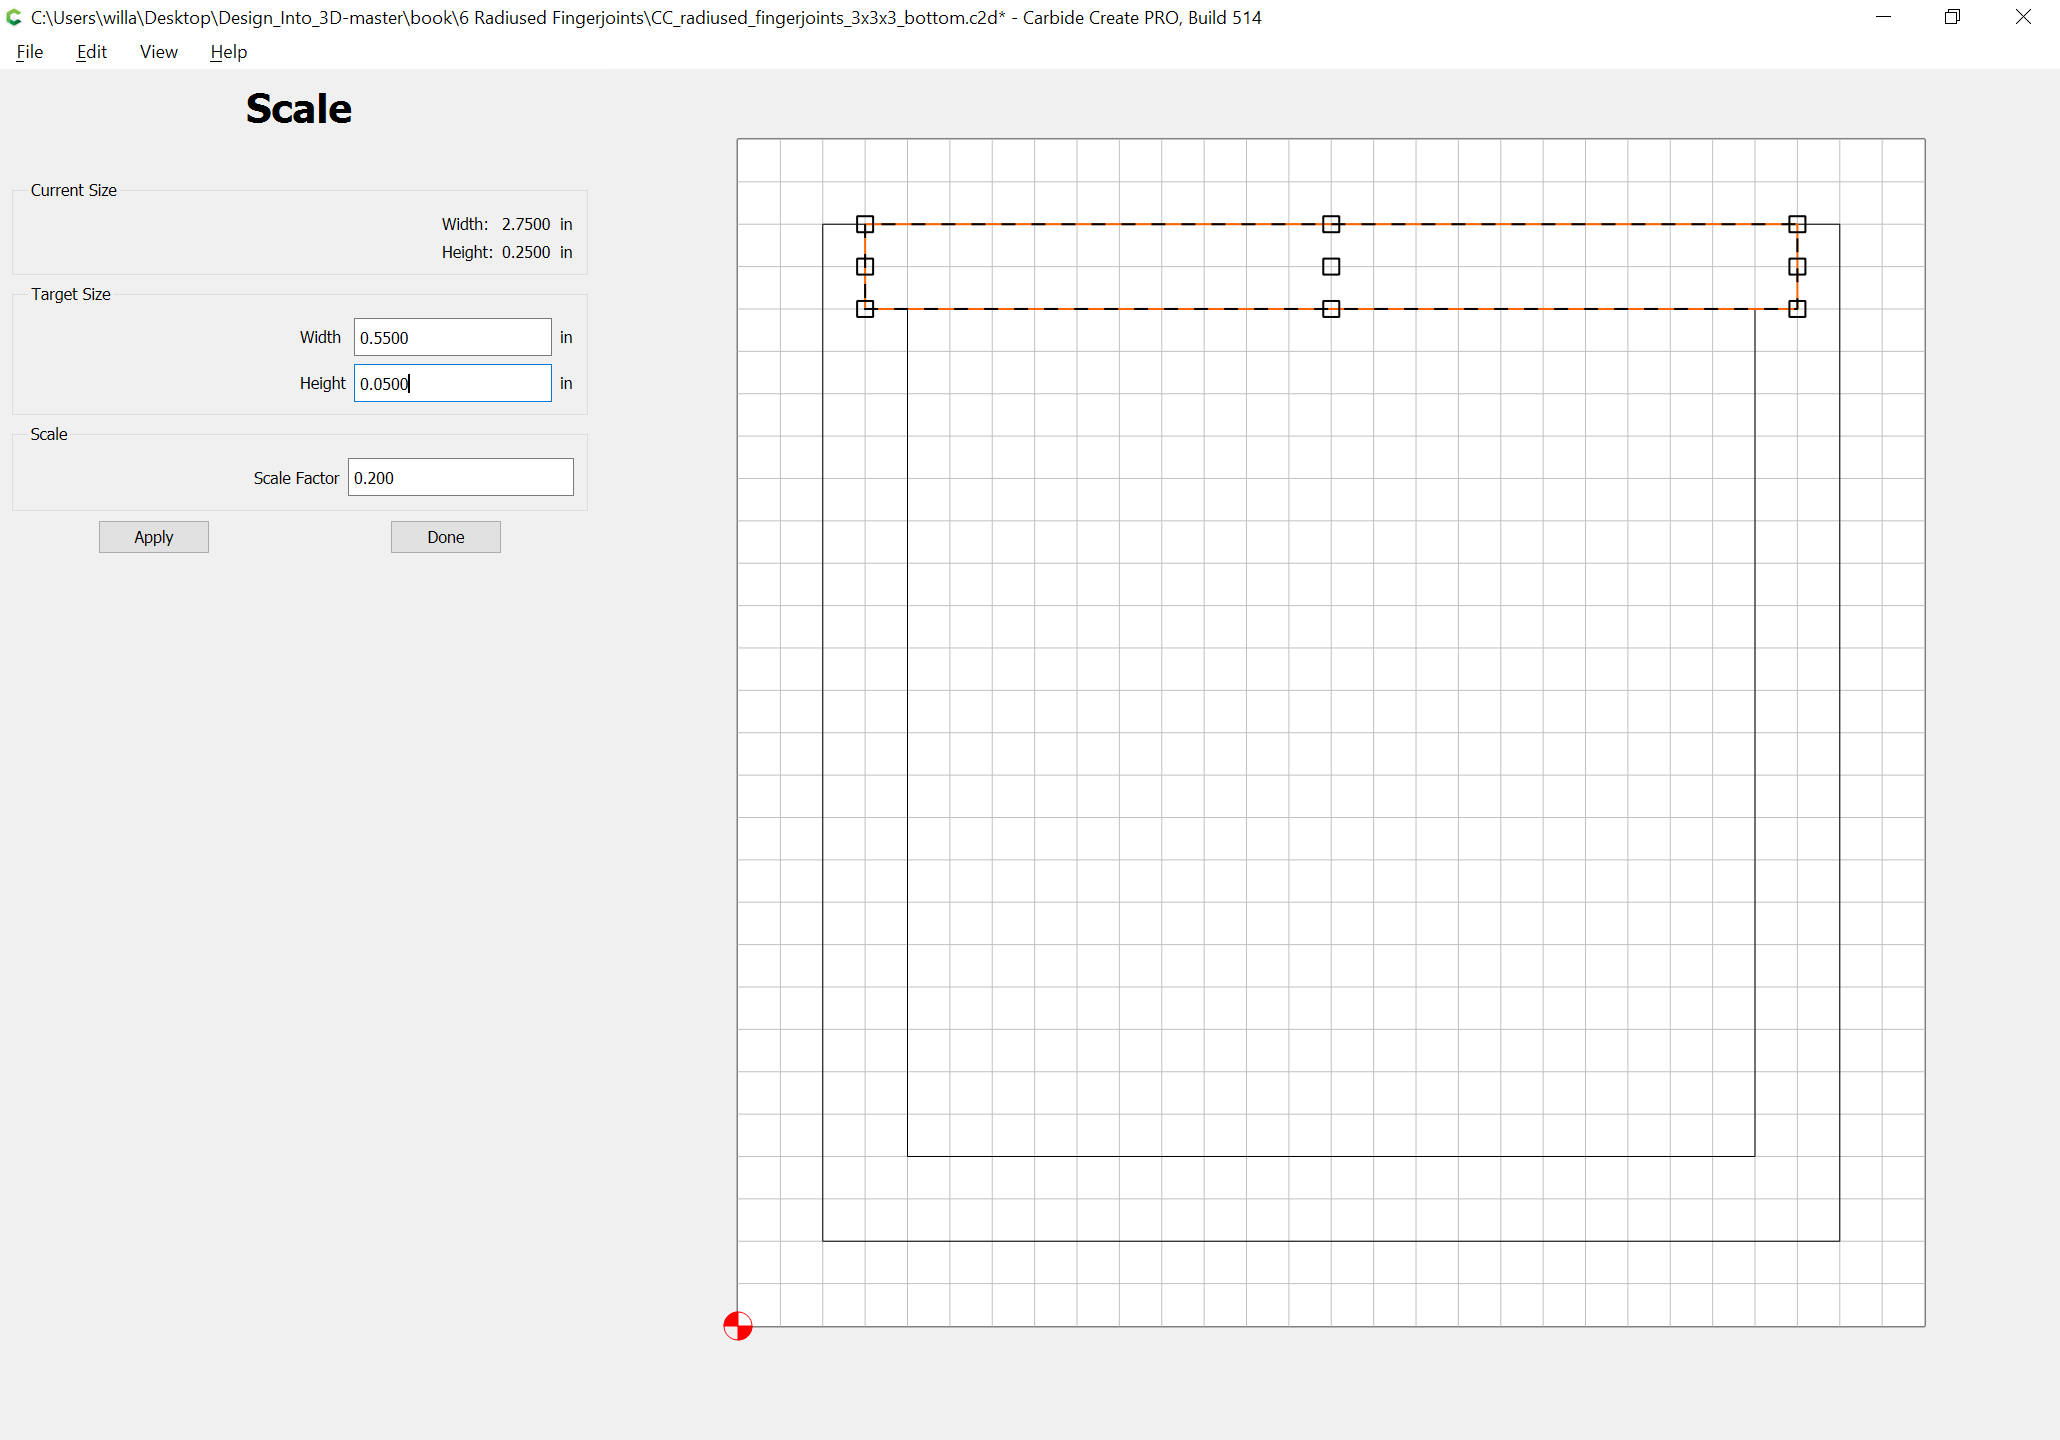 C:\Users\willa\Desktop\Design_Into_3D-master\book\6 Radiused Fingerjoints\CC_radiused_fingerjoints_3x3x3_bottom.c2d* - Carbide Create PRO, Build 514
File Edit View Help
Scale
Current Size
Width: 2.7500 in
Height: 0.2500 in
Target Size
Width 0.5500 in
Height 0.0500 in
Scale
Scale Factor 0.200
Apply Done